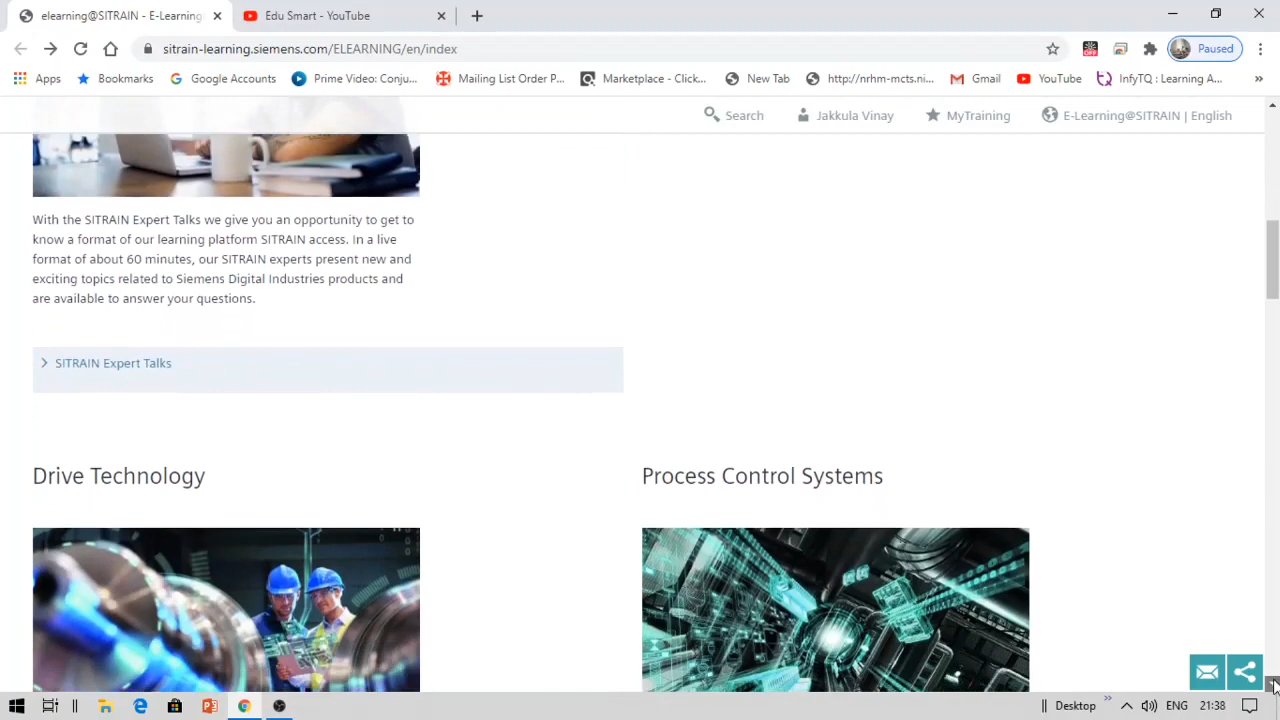 elearning@SITRAIN - E-Learning
Edu Smart - YouTube
sitrain-learning.siemens.com/ELEARNING/en/index
Paused
Apps
Bookmarks
Google Accounts
Prime Video: Conju...
Mailing List Order P...
Marketplace - Click...
New Tab
http://nrhm-mcts.ni...
Gmail
YouTube
InfyTQ : Learning A...
»
Search
Jakkula Vinay
MyTraining
E-Learning@SITRAIN | English
With the SITRAIN Expert Talks we give you an opportunity to get to
know a format of our learning platform SITRAIN access. In a live
format of about 60 minutes, our SITRAIN experts present new and
exciting topics related to Siemens Digital Industries products and
are available to answer your questions.
SITRAIN Expert Talks
Drive Technology
Process Control Systems
Desktop
»
ENG
21:38